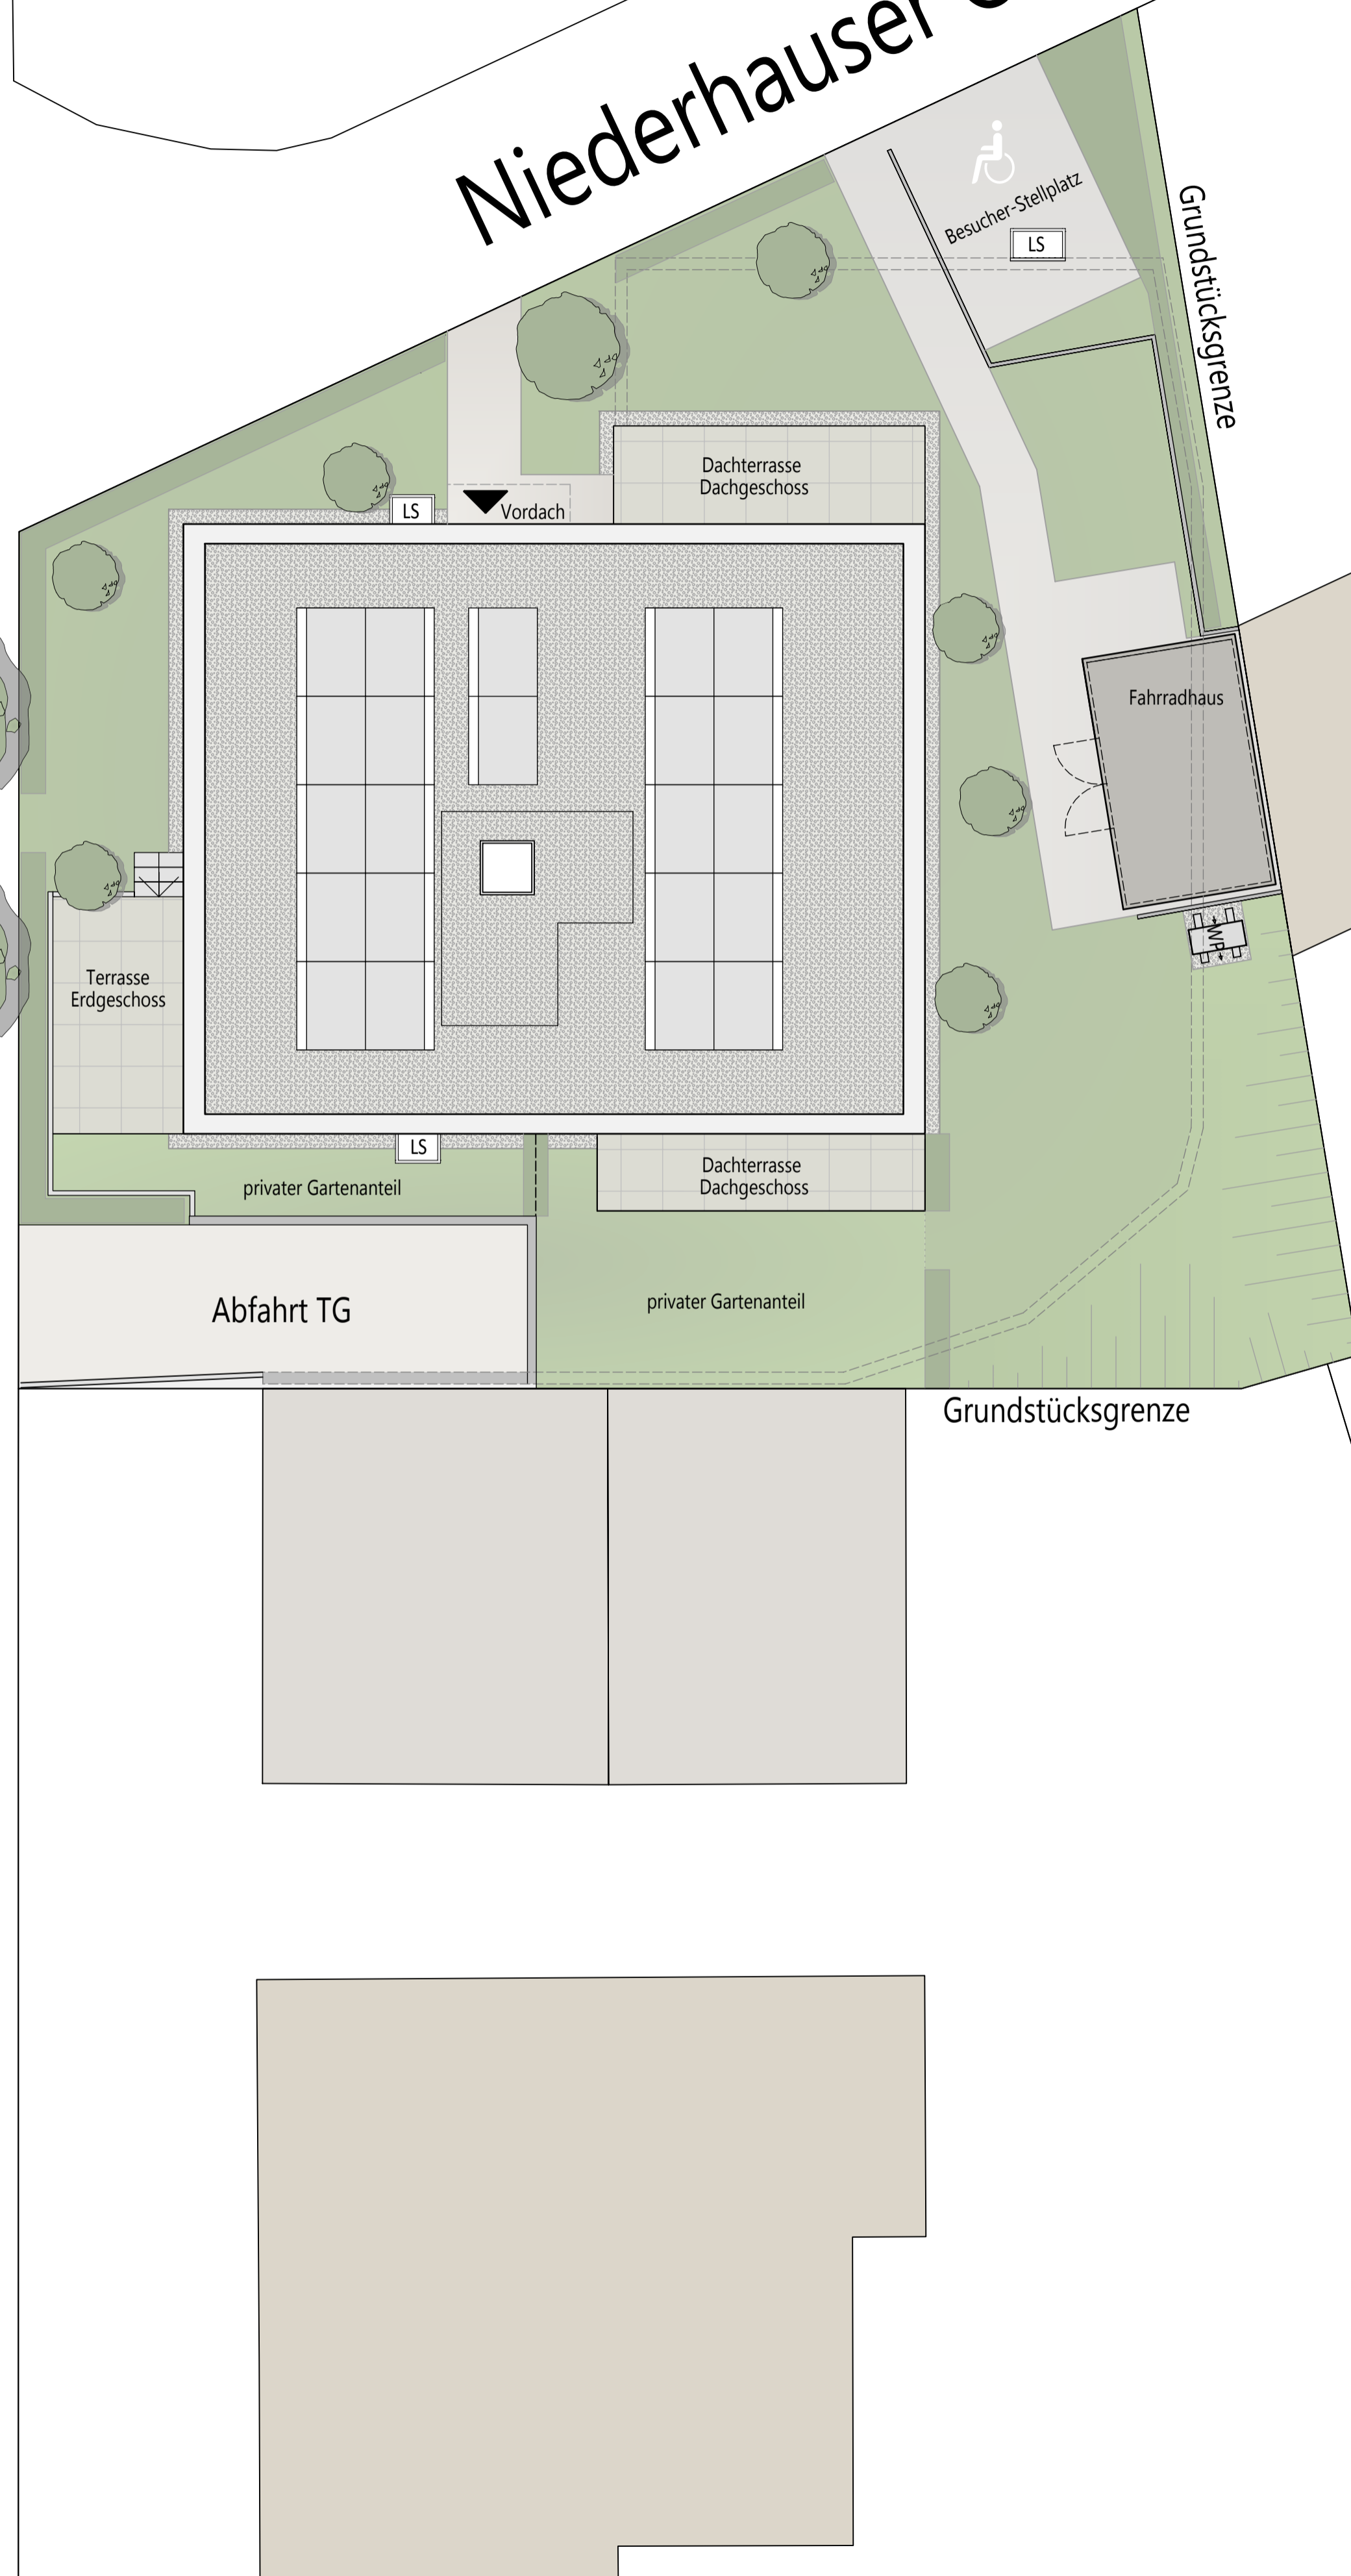 Niederhauser
Besucher-Stellplatz
LS
Grundstücksgrenze
Dachterrasse
Dachgeschoss
LS
Vordach
Fahrradhaus
WP
Terrasse
Erdgeschoss
LS
Dachterrasse
Dachgeschoss
privater Gartenanteil
privater Gartenanteil
Abfahrt TG
Grundstücksgrenze